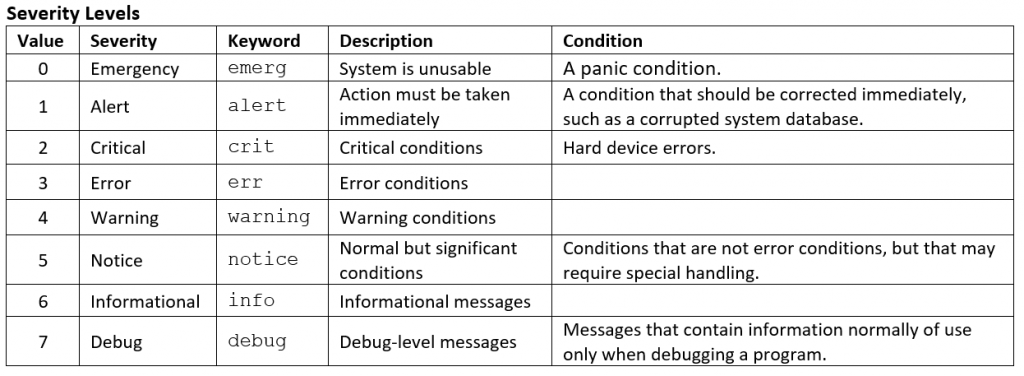 Severity Levels
Value Severity Keyword Description Condition
0 Emergency emerg System is unusable A panic condition.
1 Alert alert Action must be taken immediately A condition that should be corrected immediately, such as a corrupted system database.
2 Critical crit Critical conditions Hard device errors.
3 Error err Error conditions
4 Warning warning Warning conditions
5 Notice notice Normal but significant conditions Conditions that are not error conditions, but that may require special handling.
6 Informational info Informational messages
7 Debug debug Debug-level messages Messages that contain information normally of use only when debugging a program.